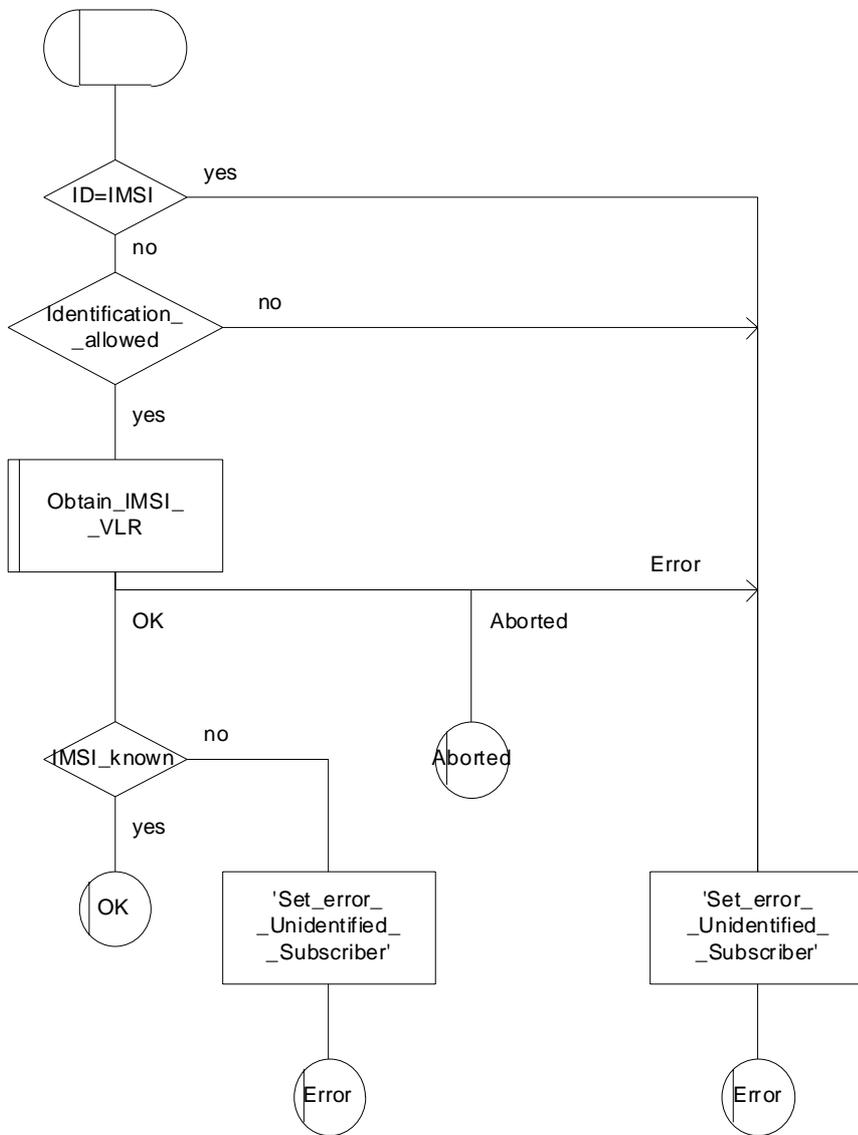 yes
ID=IMSI
no
Identification_
_allowed
no
yes
Obtain_IMSI_
_VLR
Error
OK
Aborted
no
IMSI_known
Aborted
yes
OK
'Set_error_
_Unidentified_
_Subscriber'
'Set_error_
_Unidentified_
_Subscriber'
Error
Error